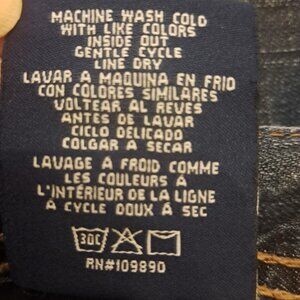 MACHINE WASH COLD
WITH LIKE COLORS
INSIDE OUT
GENTLE CYCLE
LINE DRY
LAVAR A MAQUINA EN FRIO
CON COLORES SIMILARES
VOLTEAR AL REVES
ANTES DE LAVAR
CICLO DELICADO
COLGAR A SECAR
LAVAGE À FROID COMME
LES COULEURS À
L'INTÉRIEUR DE LA LIGNE
A CYCLE DOUX À SEC
30C
RN#109890